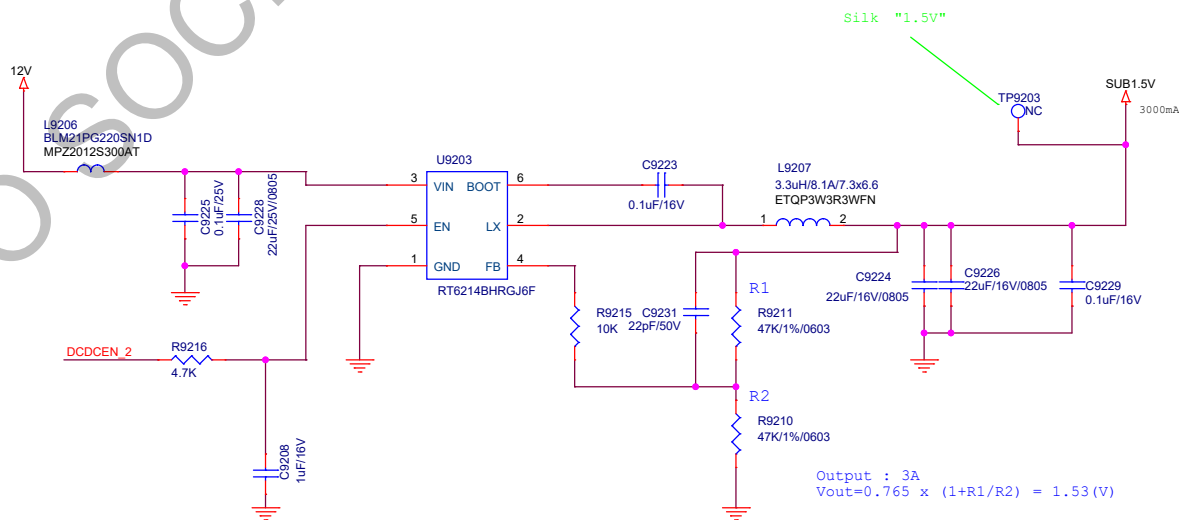 Silk "1.5V"
12V
SUB1.5V
3000mA
TP9203
NC
L9206
BLM21PG220SN1D
MPZ2012S300AT
U9203
C9223
0.1uF/16V
L9207
3.3uH/8.1A/7.3x6.6
ETQP3W3R3WFN
3 VIN BOOT 6
5 EN LX 2
1 GND FB 4
RT6214BHRGJ6F
1 2
C9225
0.1uF/25V
C9228
22uF/25V/0805
C9224
22uF/16V/0805
C9226
22uF/16V/0805
C9229
0.1uF/16V
R1
R9215
10K
C9231
22pF/50V
R9211
47K/1%/0603
DCDCEN_2
R9216
4.7K
R2
R9210
47K/1%/0603
C9208
1uF/16V
Output : 3A
Vout=0.765 x (1+R1/R2) = 1.53(V)